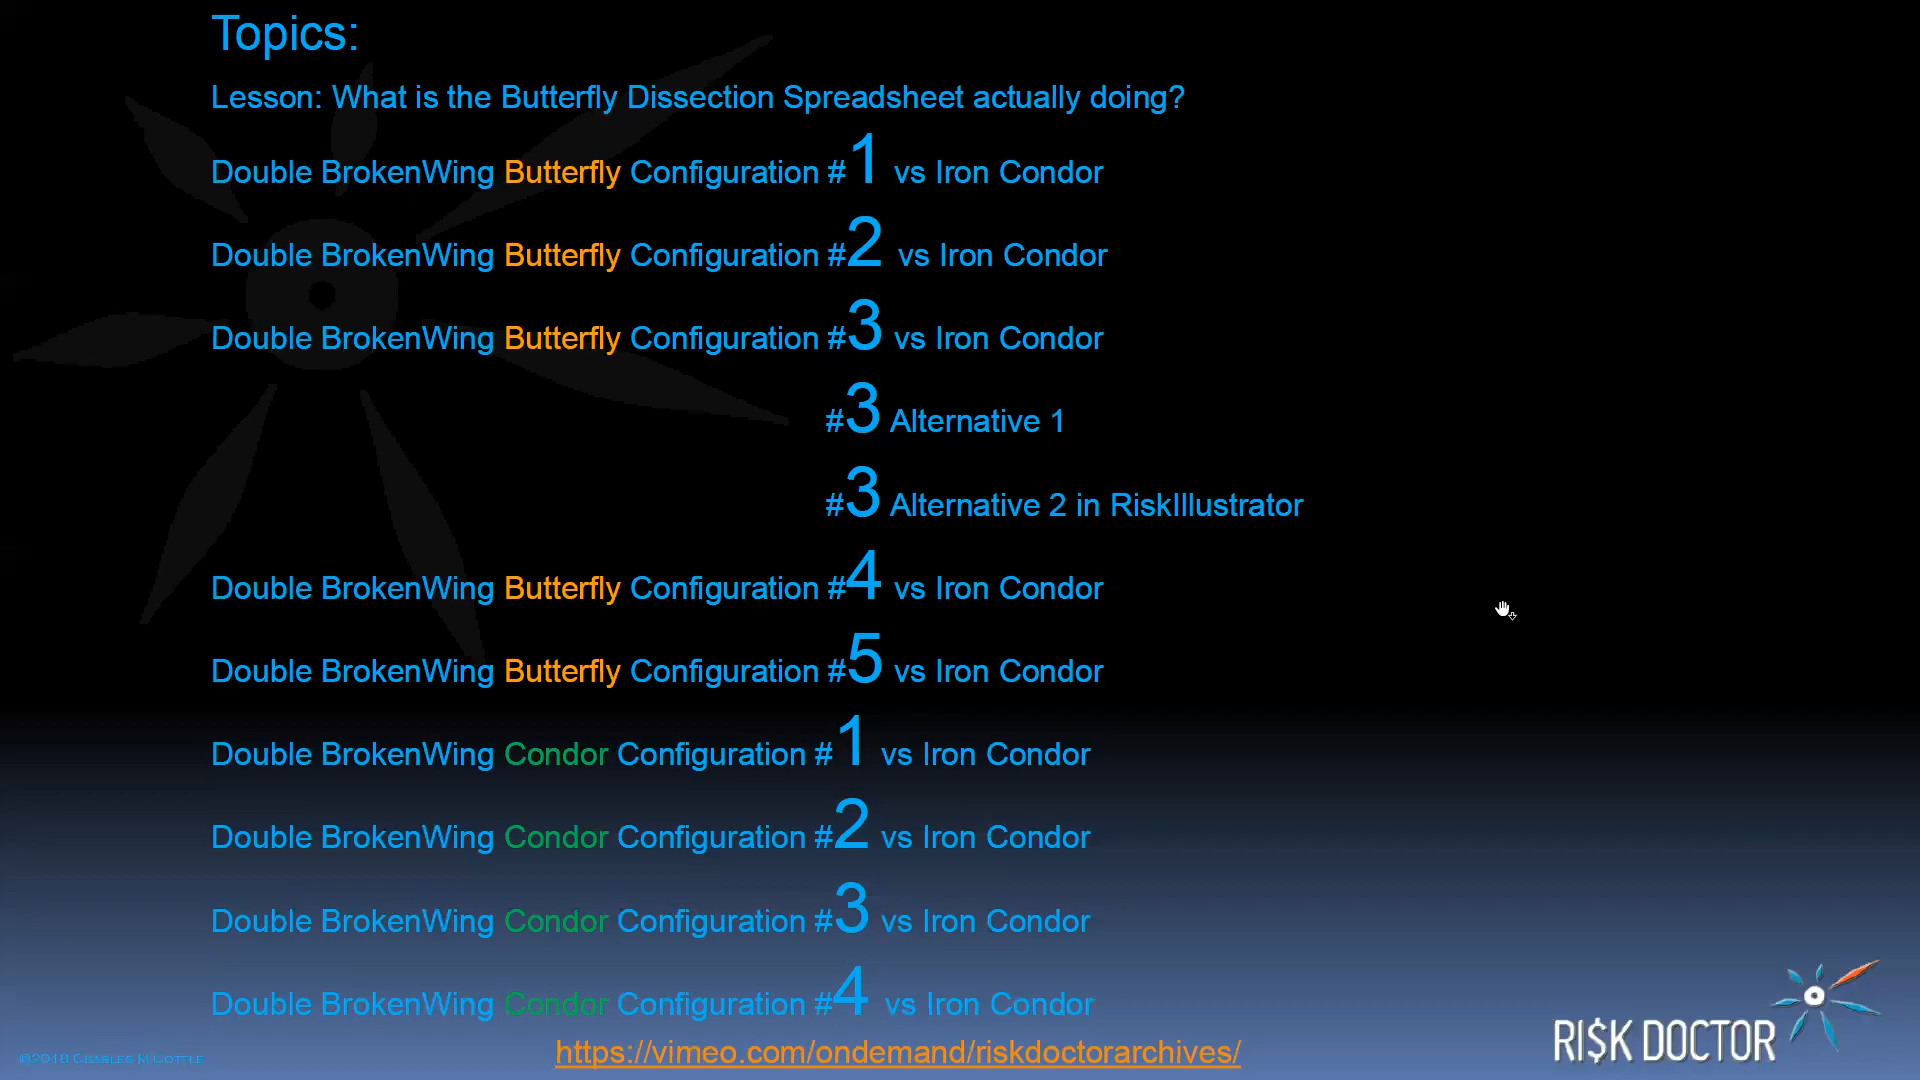 Topics:
Lesson: What is the Butterfly Dissection Spreadsheet actually doing?
Double BrokenWing Butterfly Configuration #1 vs Iron Condor
Double BrokenWing Butterfly Configuration #2 vs Iron Condor
Double BrokenWing Butterfly Configuration #3 vs Iron Condor
#3 Alternative 1
#3 Alternative 2 in RiskIllustrator
Double BrokenWing Butterfly Configuration #4 vs Iron Condor
Double BrokenWing Butterfly Configuration #5 vs Iron Condor
Double BrokenWing Condor Configuration #1 vs Iron Condor
Double BrokenWing Condor Configuration #2 vs Iron Condor
Double BrokenWing Condor Configuration #3 vs Iron Condor
Double BrokenWing Condor Configuration #4 vs Iron Condor
RI$K DOCTOR
©2018 CHARLES M COTTLE
https://vimeo.com/ondemand/riskdoctorarchives/